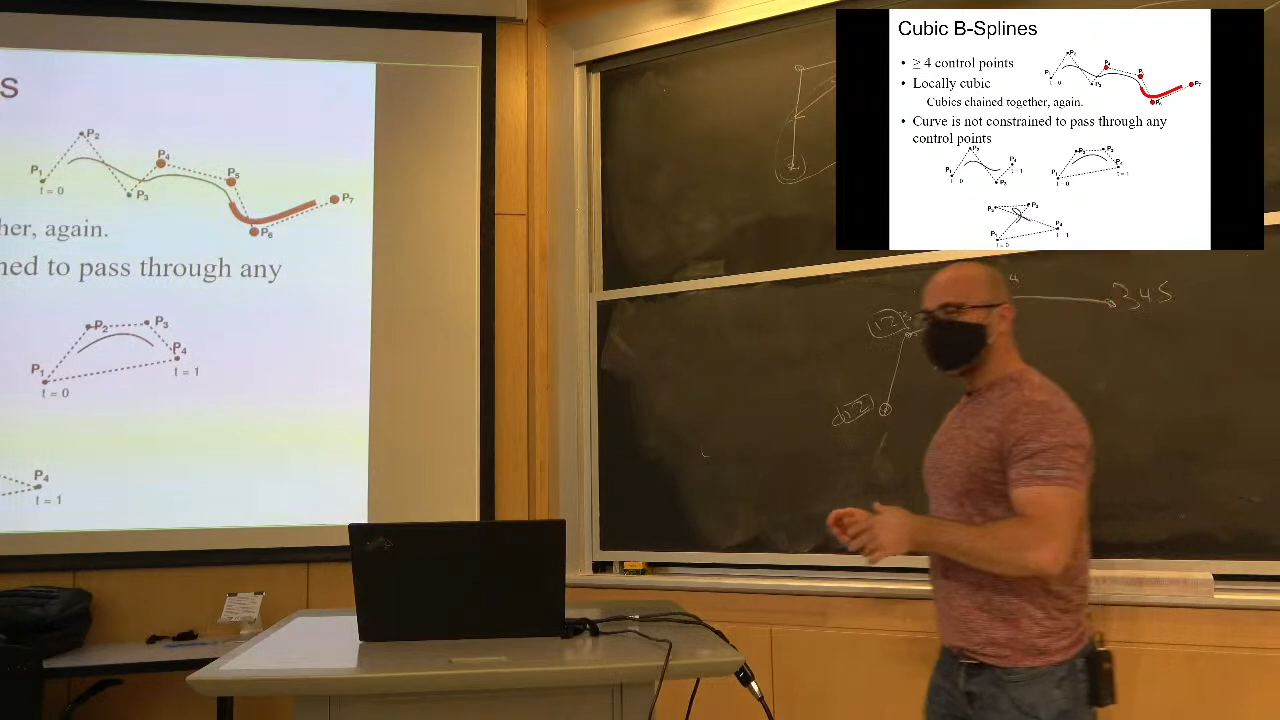 s
P₂
P₁
t = 0
P₃
P₄
P₅
P₆
P₇
her, again.
ned to pass through any
P₂
P₃
P₄
t = 1
P₁
t = 0
P₄
t = 1
Cubic B-Splines
• ≥ 4 control points
• Locally cubic
Cubics chained together, again.
• Curve is not constrained to pass through any
control points
345